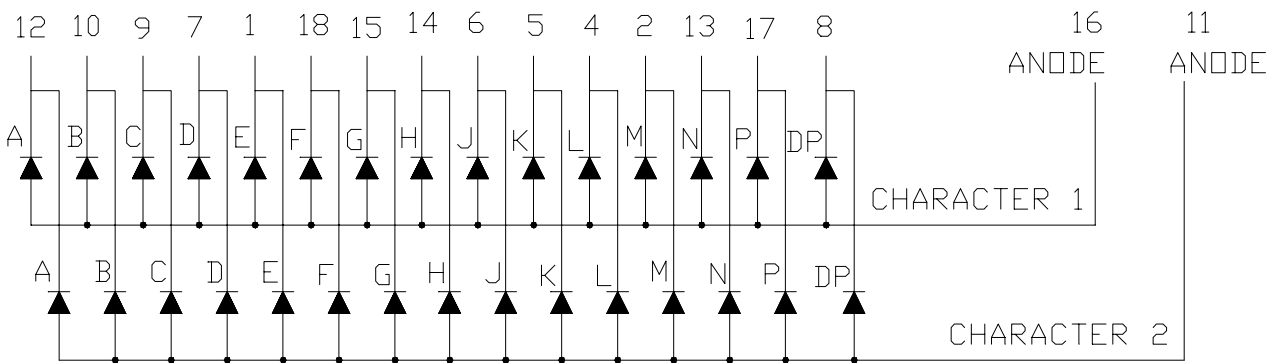 12 10 9 7 1 18 15 14 6 5 4 2 13 17 8 16 11
ANODE ANODE
A B C D E F G H J K L M N P DP
CHARACTER 1
A B C D E F G H J K L M N P DP
CHARACTER 2